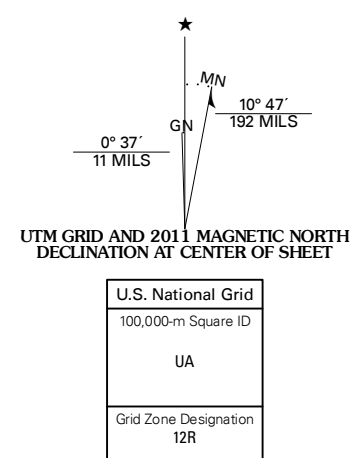 ★
MN
GN
10° 47´
192 MILS
0° 37´
11 MILS
UTM GRID AND 2011 MAGNETIC NORTH
DECLINATION AT CENTER OF SHEET
U.S. National Grid
100,000-m Square ID
UA
Grid Zone Designation
12R